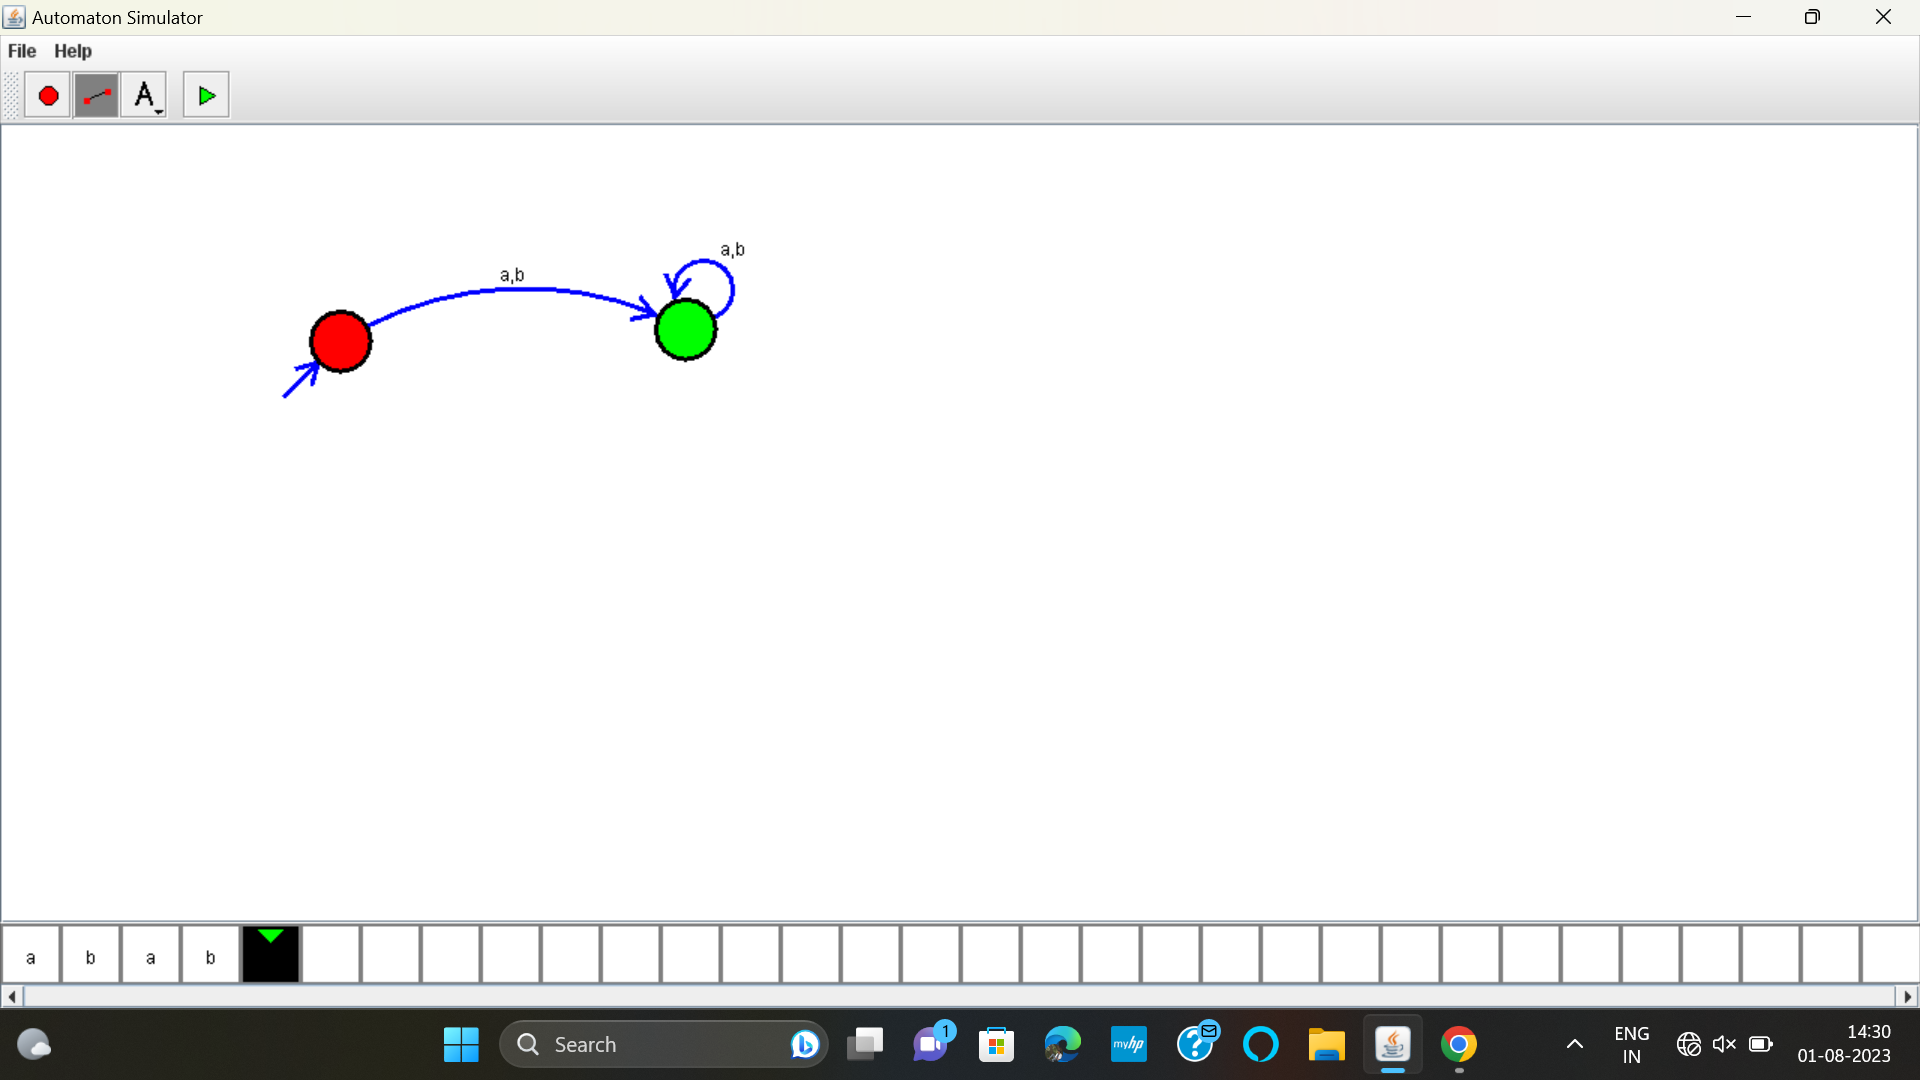 Automaton Simulator
File Help
A
a,b
a,b
a b a b
Search
1
myhp
?
ENG
IN
14:30
01-08-2023